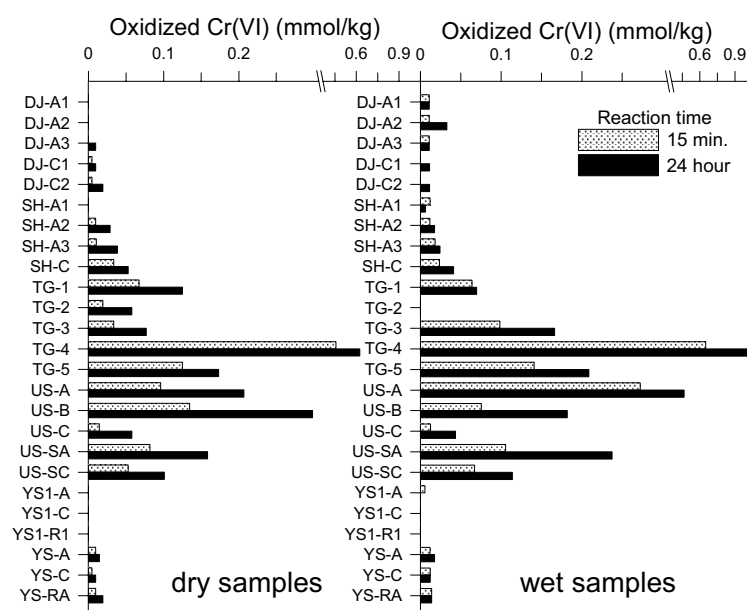 Oxidized Cr(VI) (mmol/kg) Oxidized Cr(VI) (mmol/kg)
0 0.1 0.2 0.6 0.9 0 0.1 0.2 0.6 0.9
DJ-A1 DJ-A1
DJ-A2 DJ-A2
DJ-A3 DJ-A3
DJ-C1 DJ-C1
DJ-C2 DJ-C2
SH-A1 SH-A1
SH-A2 SH-A2
SH-A3 SH-A3
SH-C SH-C
TG-1 TG-1
TG-2 TG-2
TG-3 TG-3
TG-4 TG-4
TG-5 TG-5
US-A US-A
US-B US-B
US-C US-C
US-SA US-SA
US-SC US-SC
YS1-A YS1-A
YS1-C YS1-C
YS1-R1 YS1-R1
YS-A YS-A
YS-C YS-C
YS-RA YS-RA
Reaction time
15 min.
24 hour
dry samples wet samples